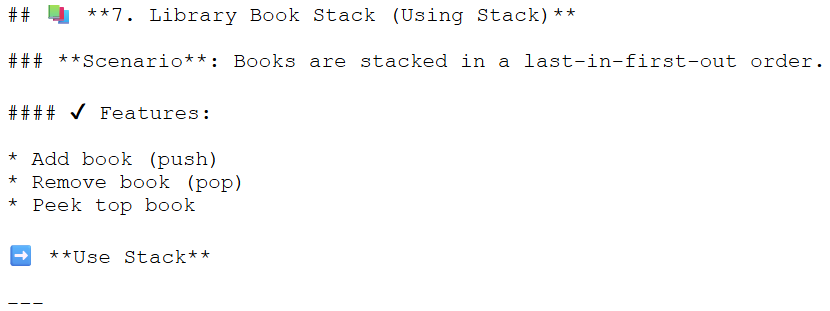 ## 📚 **7. Library Book Stack (Using Stack)**
### **Scenario**: Books are stacked in a last-in-first-out order.
#### ✔ Features:
* Add book (push)
* Remove book (pop)
* Peek top book
➡️ **Use Stack**
---